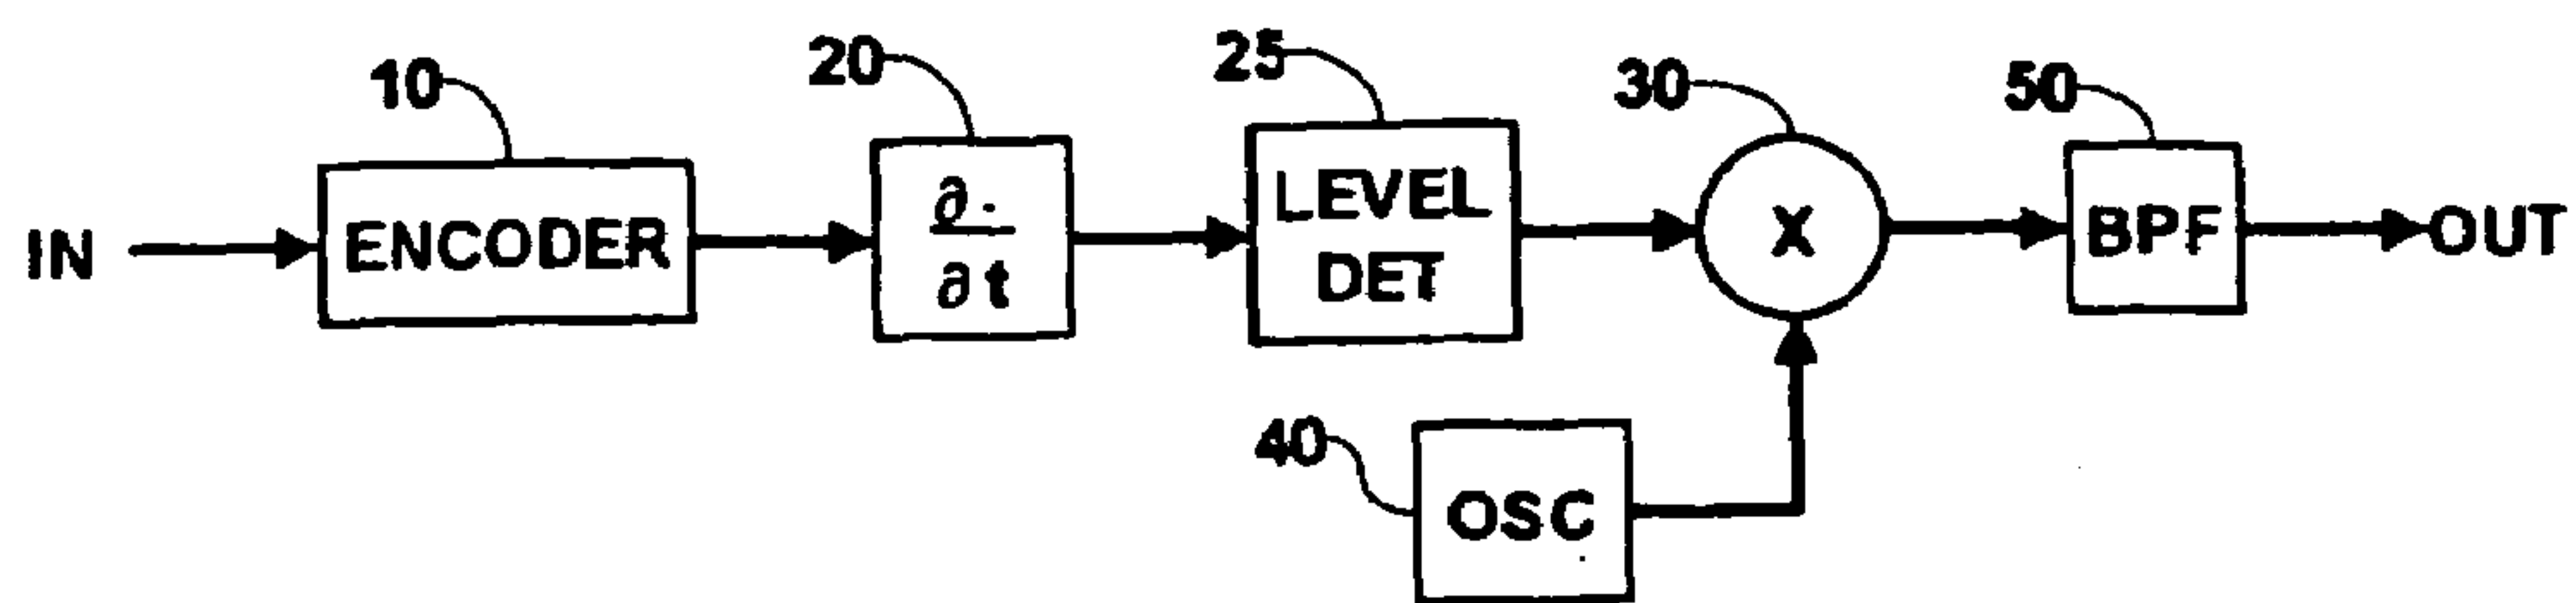 10
20
25
30
50
IN
ENCODER
∂·
∂t
LEVEL
DET
X
BPF
OUT
40
OSC